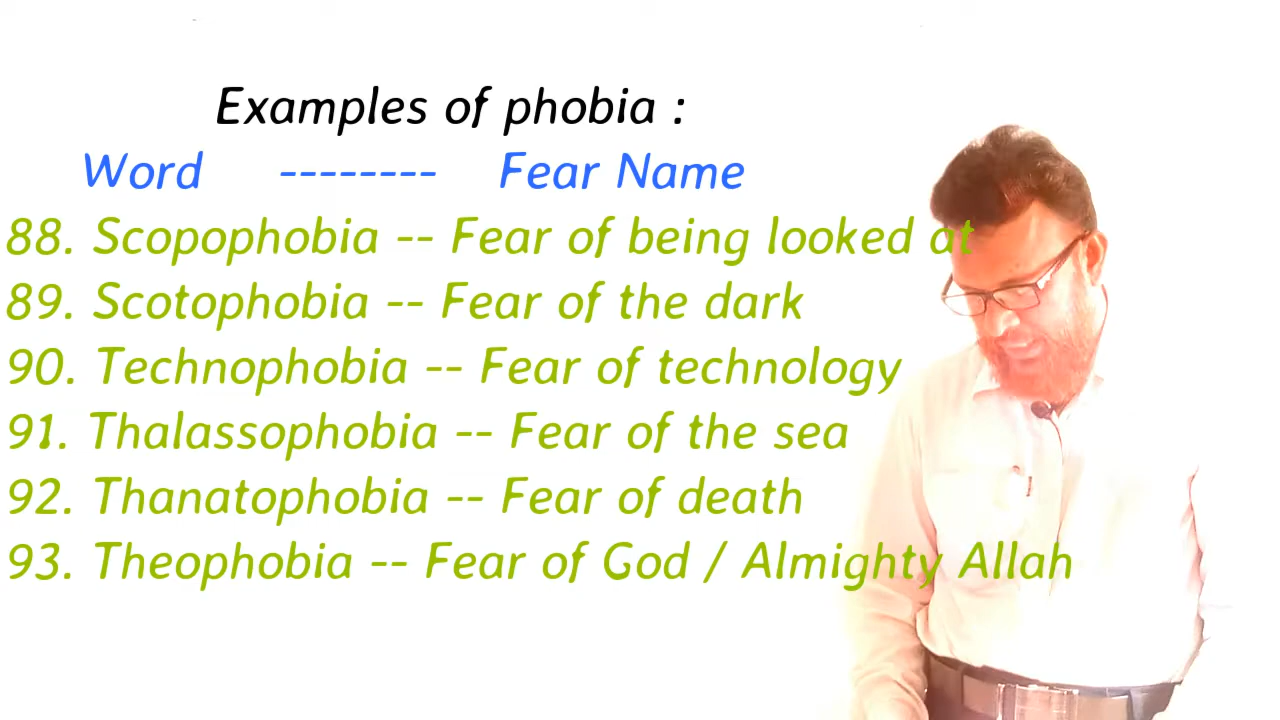 Examples of phobia :
Word -------- Fear Name
88. Scopophobia -- Fear of being looked at
89. Scotophobia -- Fear of the dark
90. Technophobia -- Fear of technology
91. Thalassophobia -- Fear of the sea
92. Thanatophobia -- Fear of death
93. Theophobia -- Fear of God / Almighty Allah